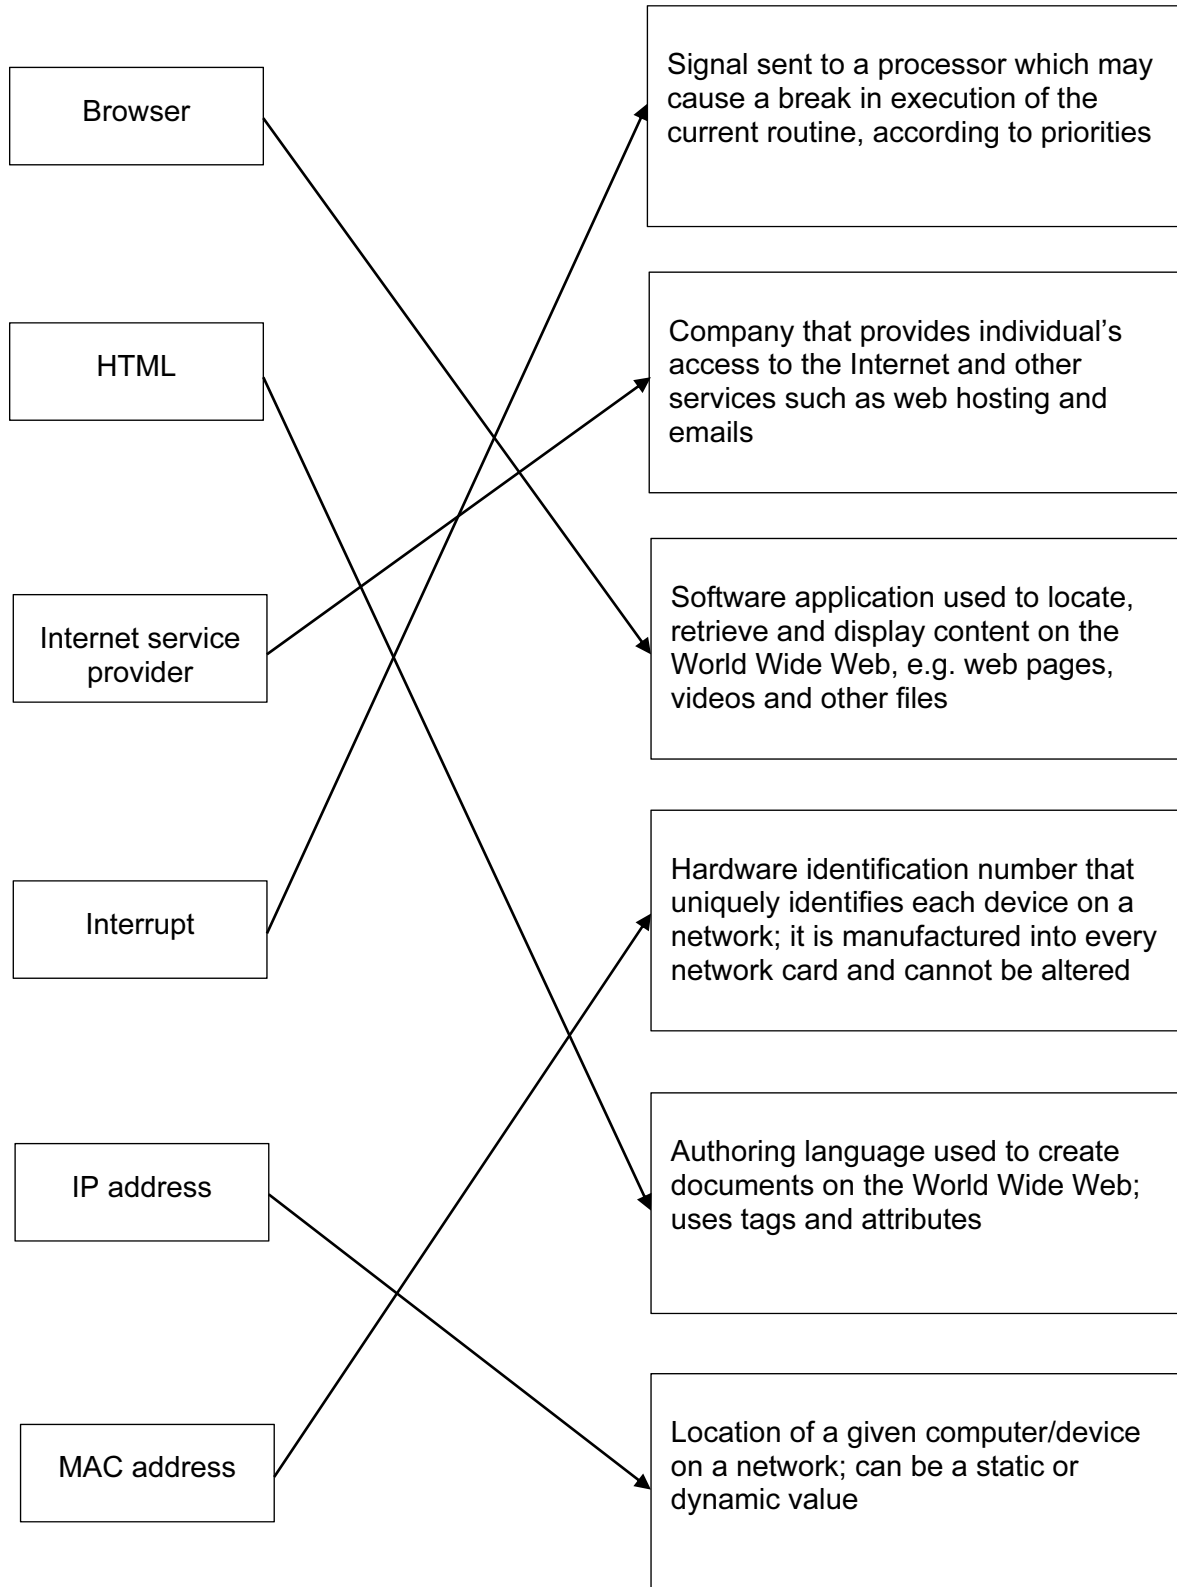 Browser
Signal sent to a processor which may
cause a break in execution of the
current routine, according to priorities
HTML
Company that provides individual’s
access to the Internet and other
services such as web hosting and
emails
Internet service
provider
Software application used to locate,
retrieve and display content on the
World Wide Web, e.g. web pages,
videos and other files
Interrupt
Hardware identification number that
uniquely identifies each device on a
network; it is manufactured into every
network card and cannot be altered
IP address
Authoring language used to create
documents on the World Wide Web;
uses tags and attributes
MAC address
Location of a given computer/device
on a network; can be a static or
dynamic value